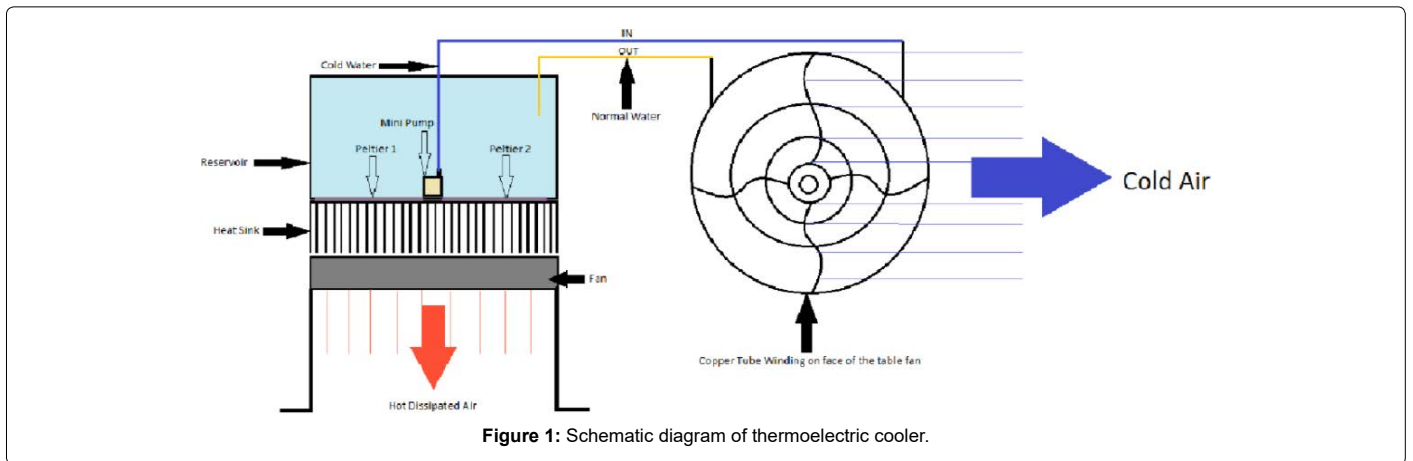 IN
OUT
Cold Water
Normal Water
Mini Pump
Peltier 1
Peltier 2
Reservoir
Heat Sink
Fan
Hot Dissipated Air
Cold Air
Copper Tube Winding on face of the table fan
Figure 1: Schematic diagram of thermoelectric cooler.